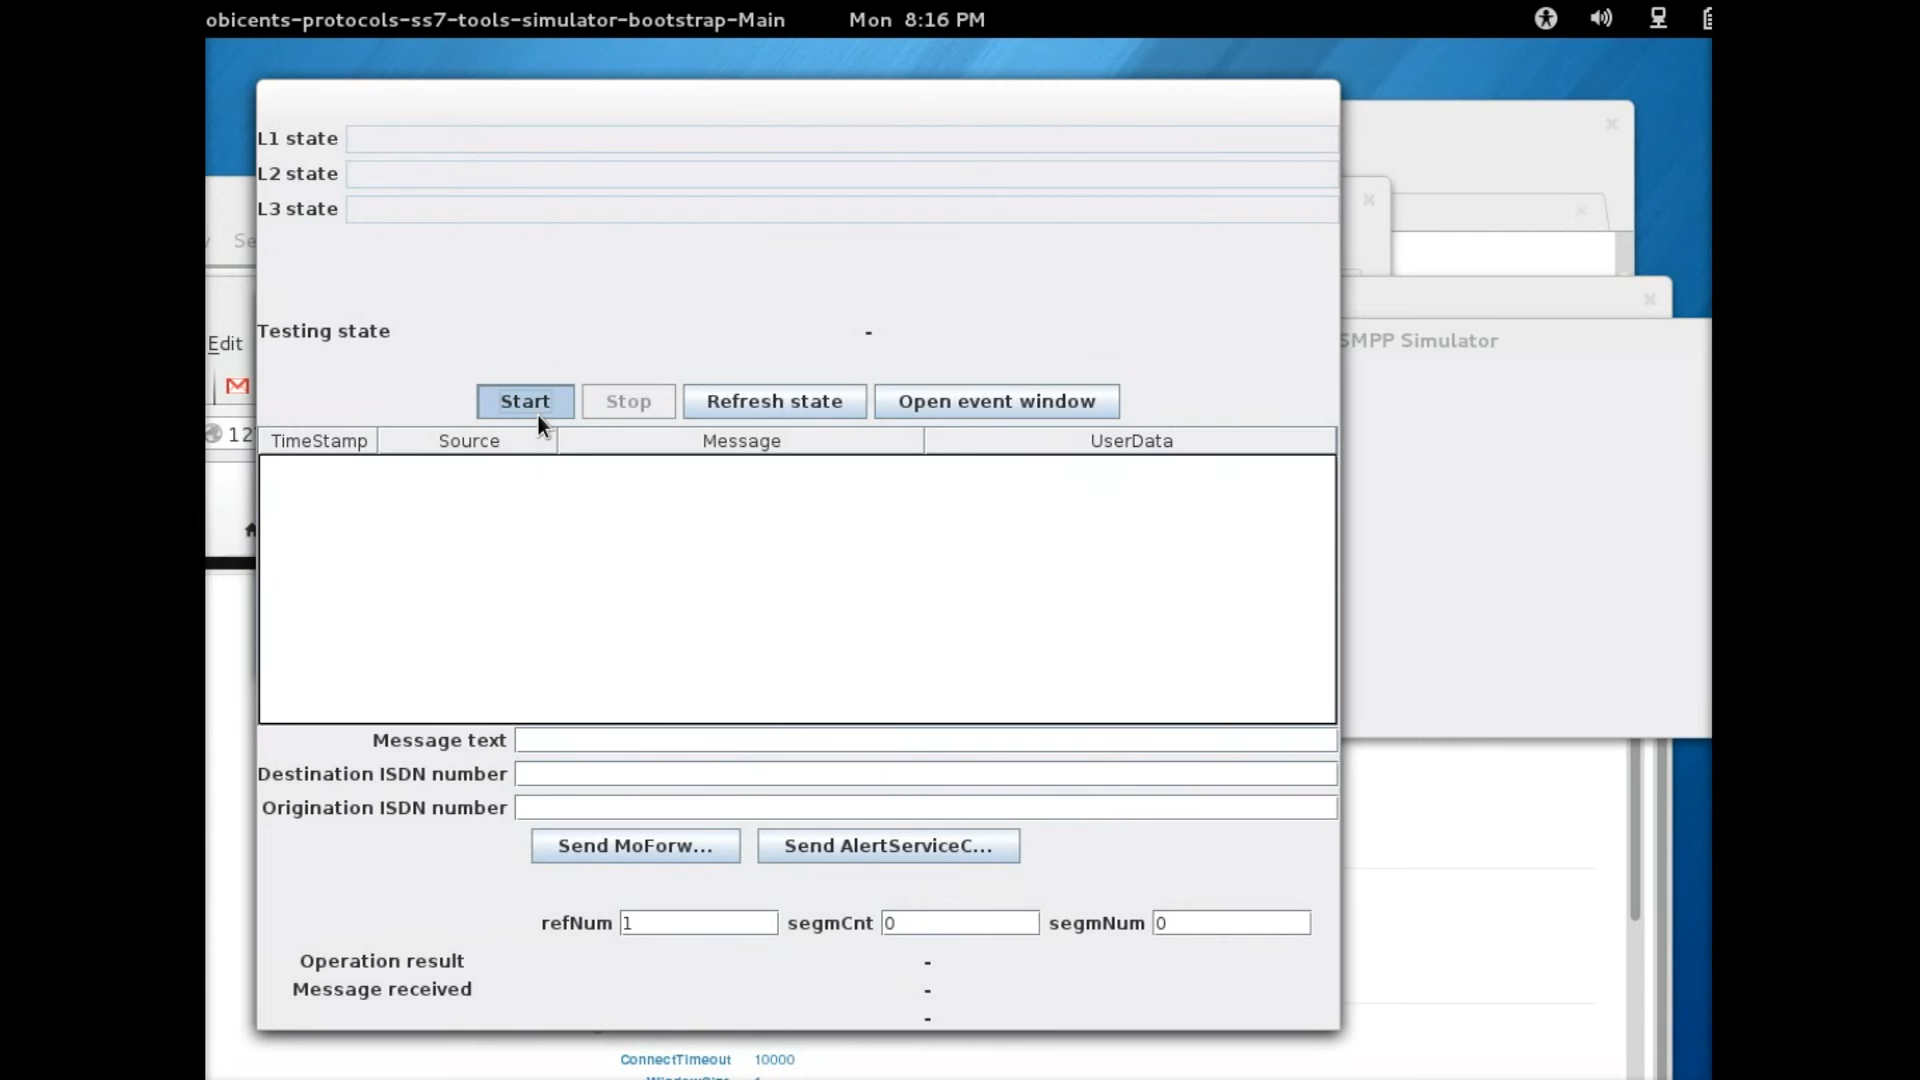 obicents-protocols-ss7-tools-simulator-bootstrap-Main Mon 8:16 PM
L1 state
L2 state
L3 state
Se
Testing state -
SMPP Simulator
Edit
Start Stop Refresh state Open event window
12
TimeStamp Source Message UserData
Message text
Destination ISDN number
Origination ISDN number
Send MoForw... Send AlertServiceC...
refNum 1 segmCnt 0 segmNum 0
Operation result -
Message received -
-
ConnectTimeout 10000